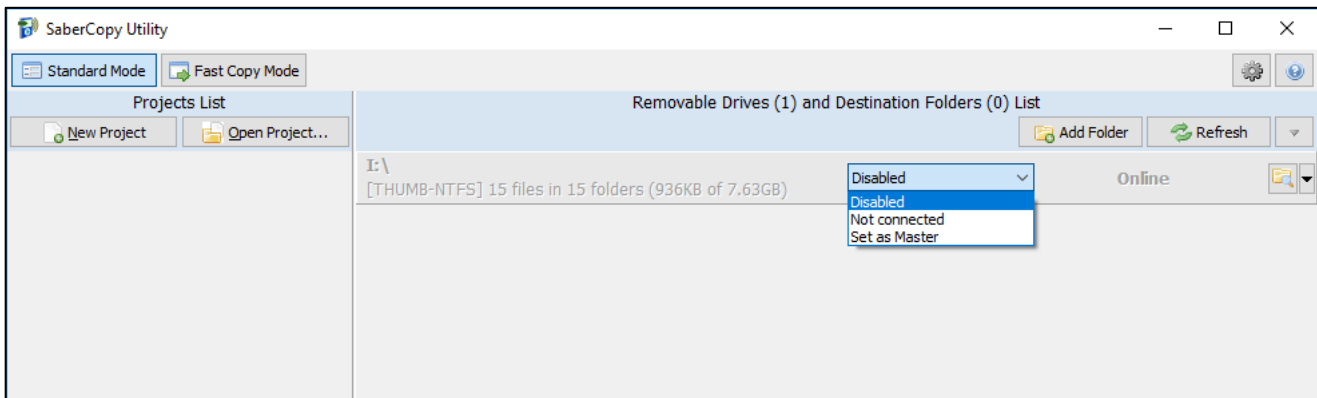 SaberCopy Utility
Standard Mode Fast Copy Mode
Projects List
New Project Open Project...
Removable Drives (1) and Destination Folders (0) List
Add Folder Refresh
I:\
[THUMB-NTFS] 15 files in 15 folders (936KB of 7.63GB)
Disabled
Online
Disabled
Not connected
Set as Master